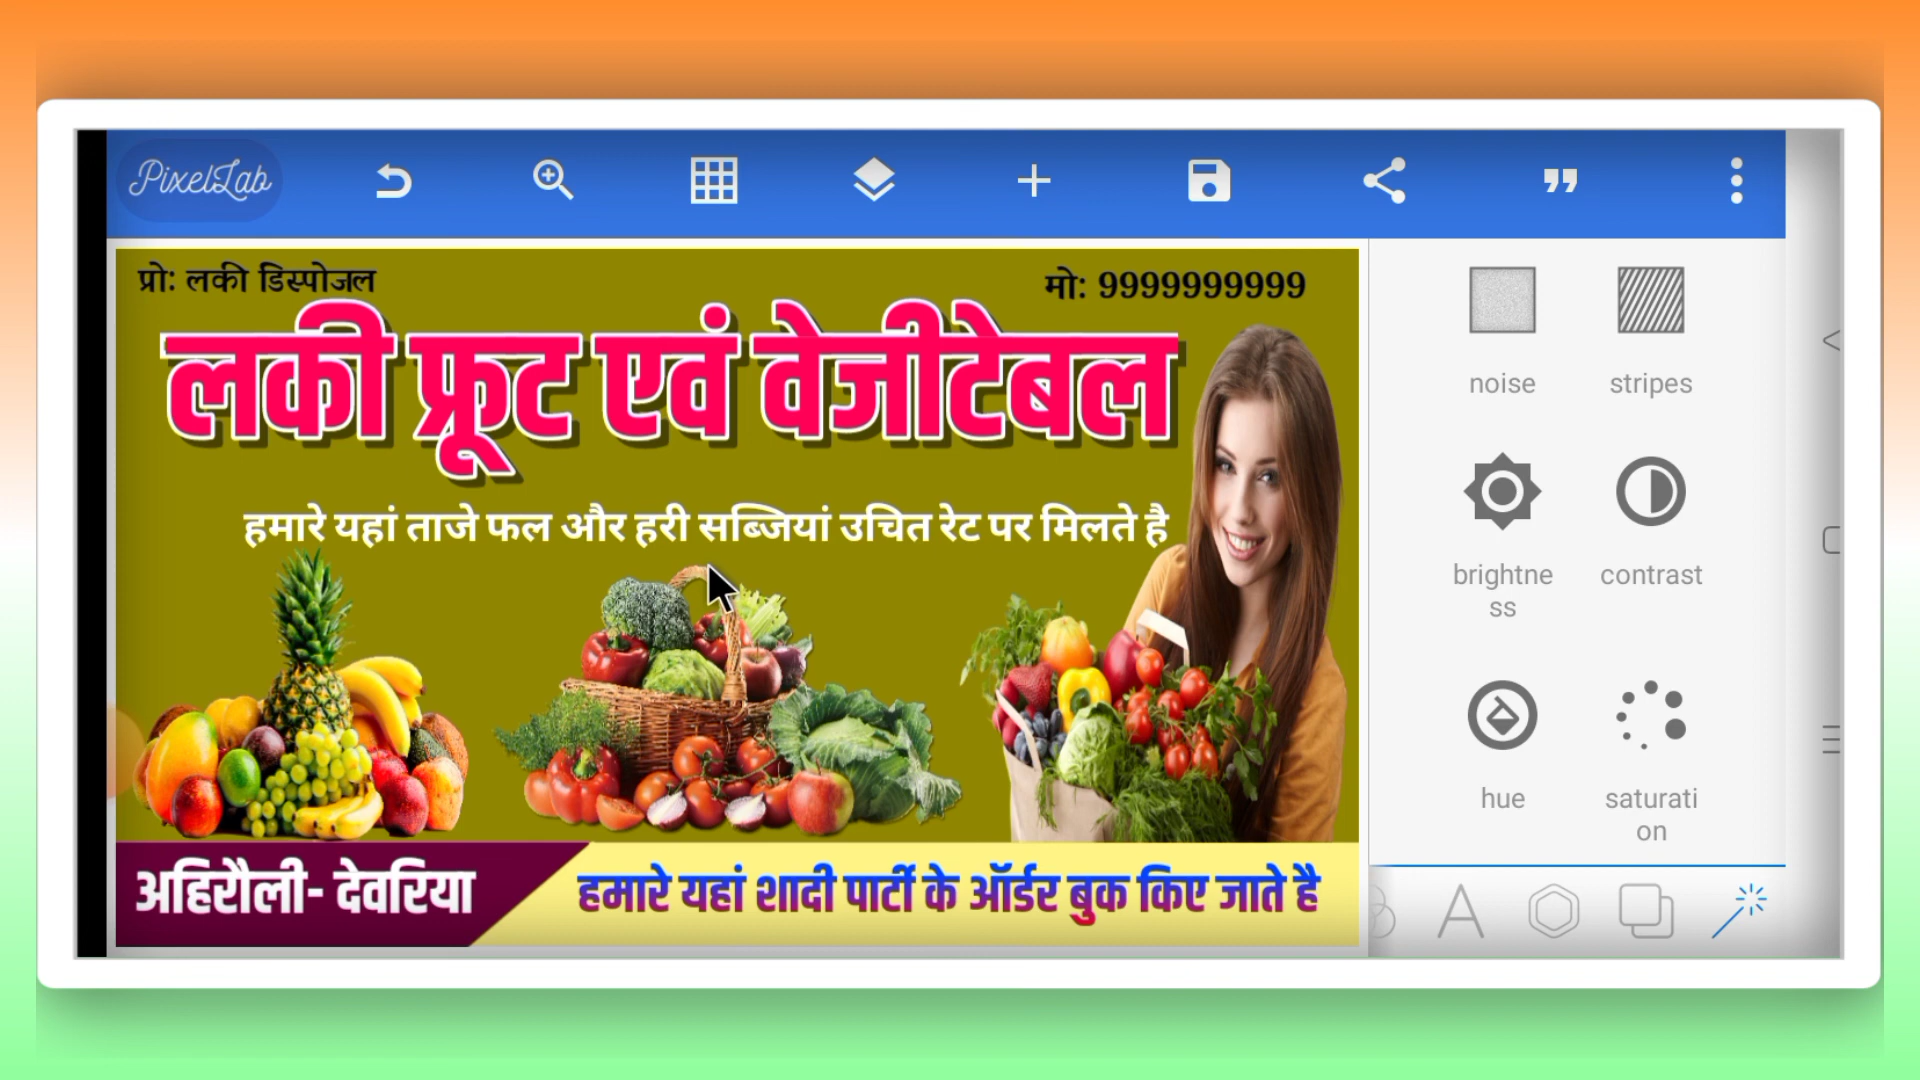 PixelLab
प्रो: लकी डिस्पोजल
मो: 9999999999
लकी फ्रूट एवं वेजीटेबल
हमारे यहां ताजे फल और हरी सब्जियां उचित रेट पर मिलते है
अहिरौली- देवरिया
हमारे यहां शादी पार्टी के ऑर्डर बुक किए जाते है
noise
stripes
brightne
ss
contrast
hue
saturati
on